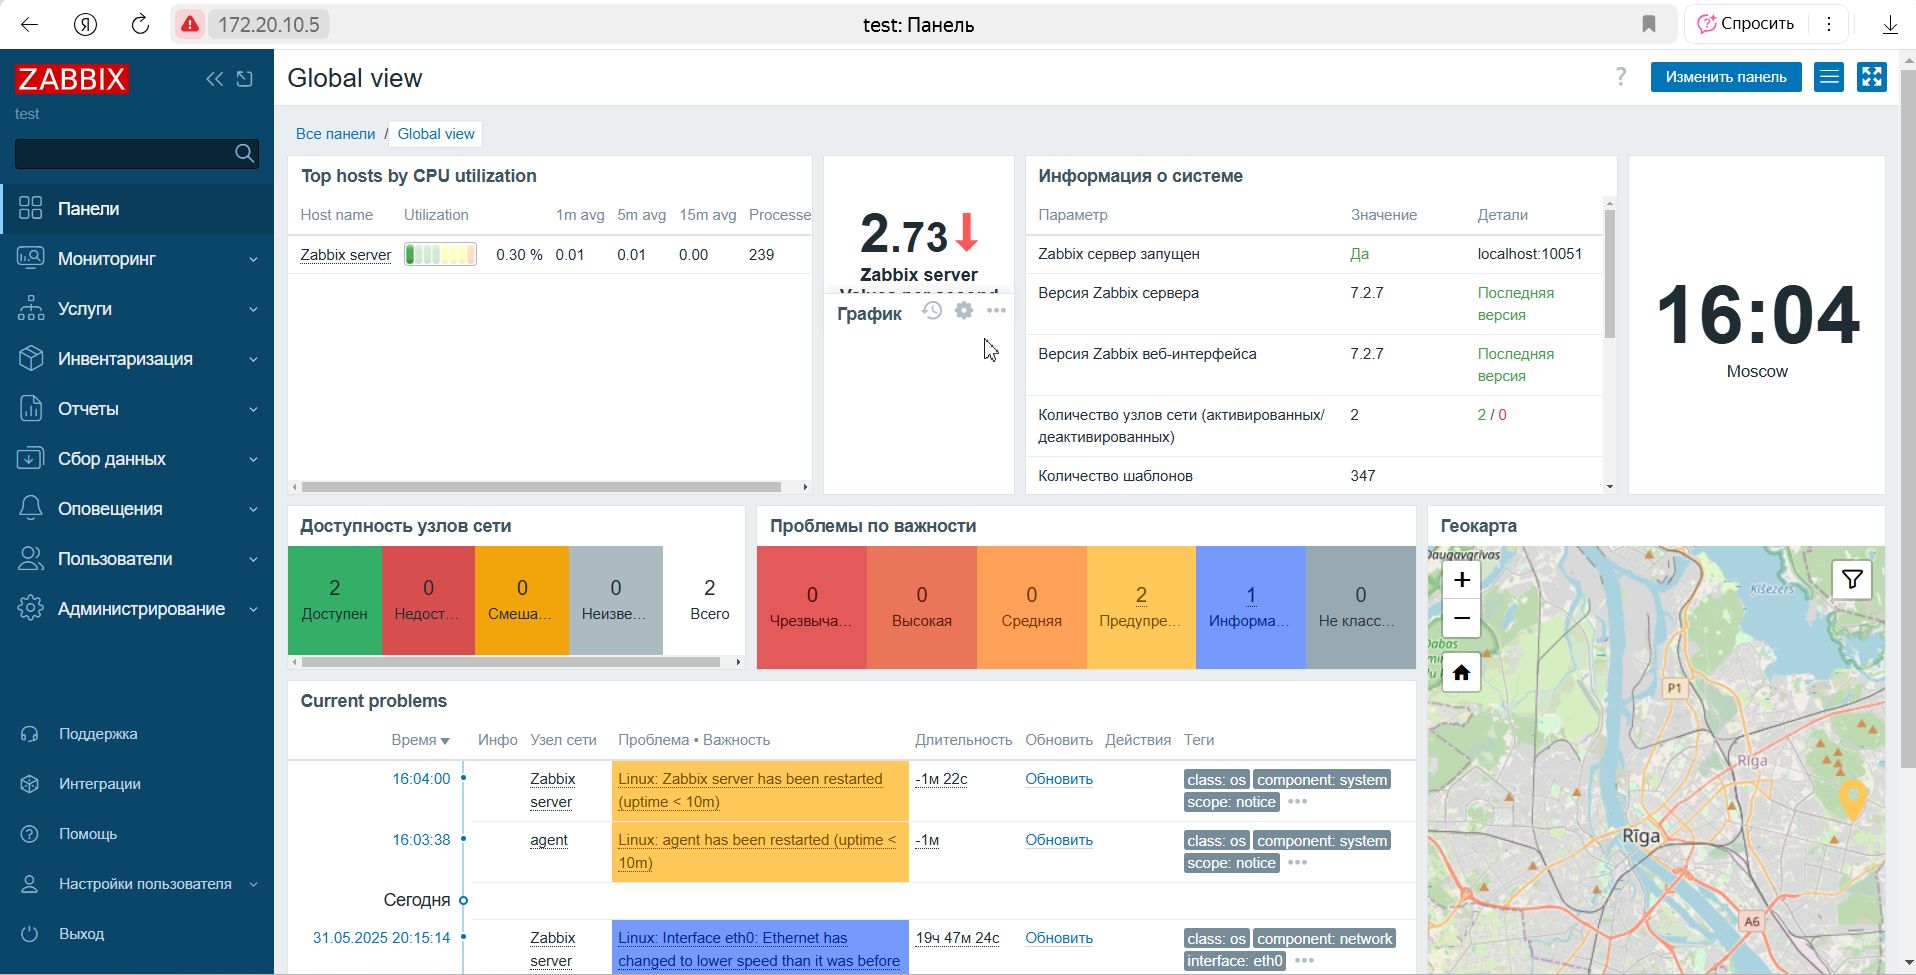 172.20.10.5
test: Панель
Спросить
ZABBIX
test
Панели
Мониторинг
Услуги
Инвентаризация
Отчеты
Сбор данных
Оповещения
Пользователи
Администрирование
Поддержка
Интеграции
Помощь
Настройки пользователя
Выход
Global view
?
Изменить панель
Все панели / Global view
Top hosts by CPU utilization
Host name Utilization 1m avg 5m avg 15m avg Processe
Zabbix server 0.30 % 0.01 0.01 0.00 239
2.73
Zabbix server
Values per second
График
Информация о системе
Параметр Значение Детали
Zabbix сервер запущен Да localhost:10051
Версия Zabbix сервера 7.2.7 Последняя
версия
Версия Zabbix веб-интерфейса 7.2.7 Последняя
версия
Количество узлов сети (активированных/ 2 2 / 0
деактивированных)
Количество шаблонов 347
16:04
Moscow
Доступность узлов сети
2 0 0 0 2
Доступен Недост... Смеша... Неизве... Всего
Проблемы по важности
0 0 0 2 1 0
Чрезвыча... Высокая Средняя Предупре... Информа... Не класс...
Геокарта
Daugavgrīvas
+
−
Ķīšezers
P1
Rīga
Rīga
A6
Current problems
Время Инфо Узел сети Проблема • Важность Длительность Обновить Действия Теги
16:04:00 Zabbix Linux: Zabbix server has been restarted -1м 22с Обновить class: os component: system
server (uptime < 10m) scope: notice •••
16:03:38 agent Linux: agent has been restarted (uptime < -1м Обновить class: os component: system
10m) scope: notice •••
Сегодня
31.05.2025 20:15:14 Zabbix Linux: Interface eth0: Ethernet has 19ч 47м 24с Обновить class: os component: network
server changed to lower speed than it was before interface: eth0 •••